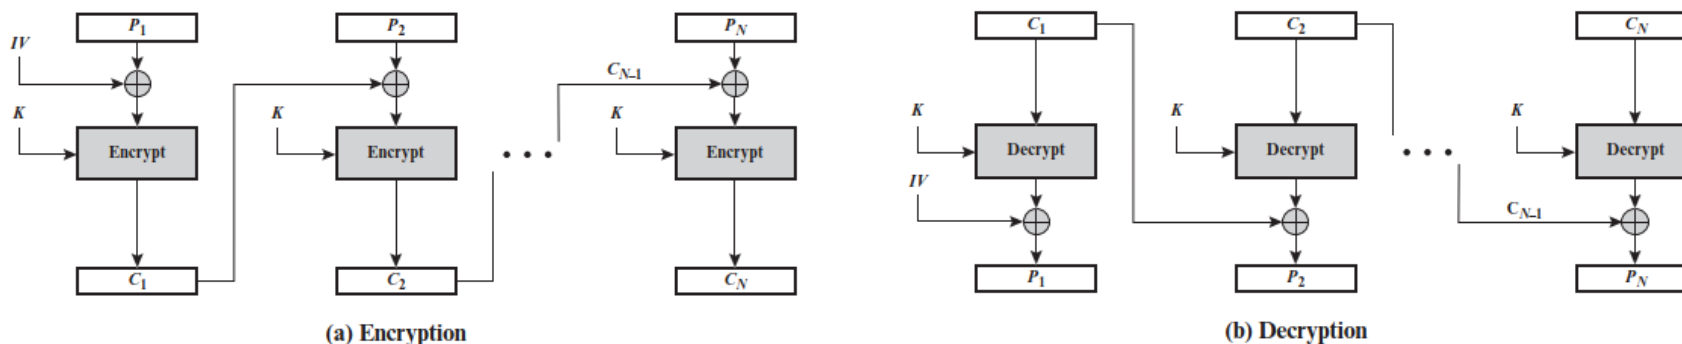 P1 P2 PN
IV
CN–1
K K K
Encrypt Encrypt • • • Encrypt
C1 C2 CN
(a) Encryption
C1 C2 CN
K K K
Decrypt Decrypt • • • Decrypt
IV
CN–1
P1 P2 PN
(b) Decryption